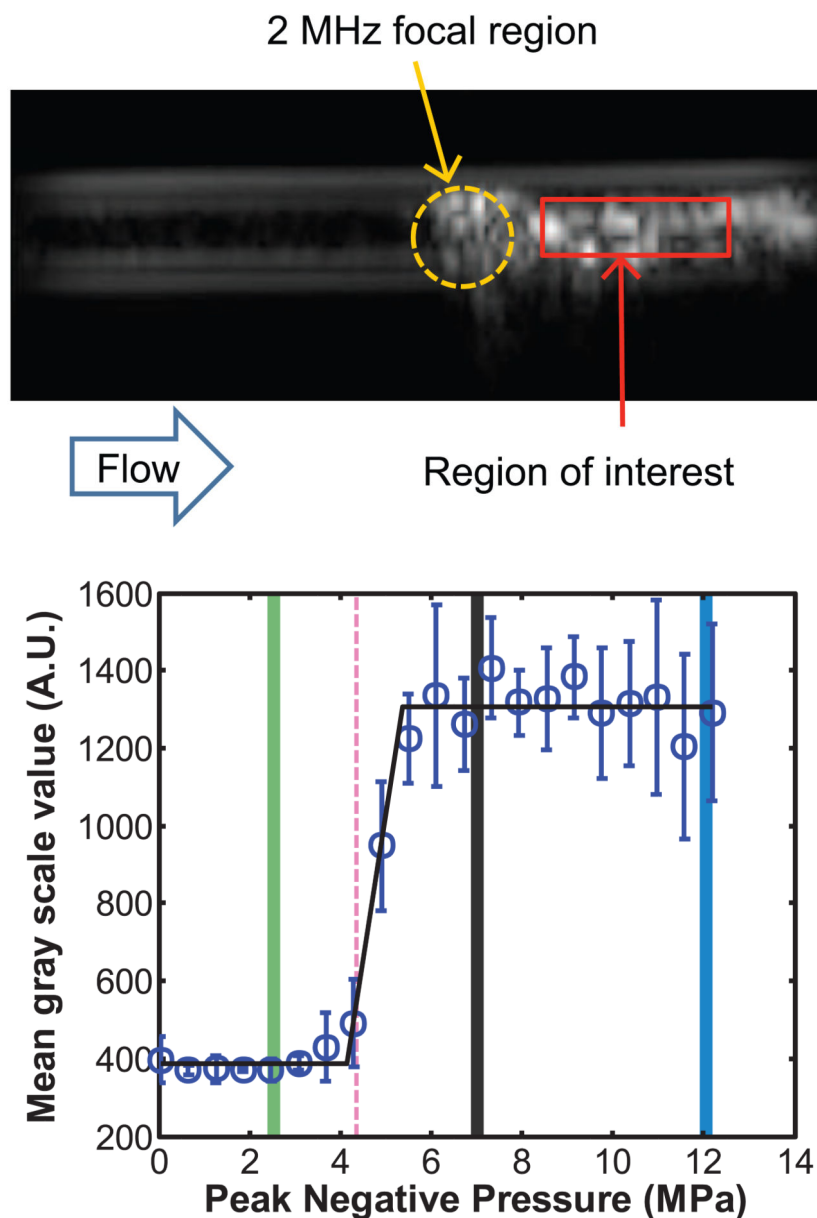 2 MHz focal region
Flow
Region of interest
Mean gray scale value (A.U.)
1600
1400
1200
1000
800
600
400
200
0 2 4 6 8 10 12 14
Peak Negative Pressure (MPa)